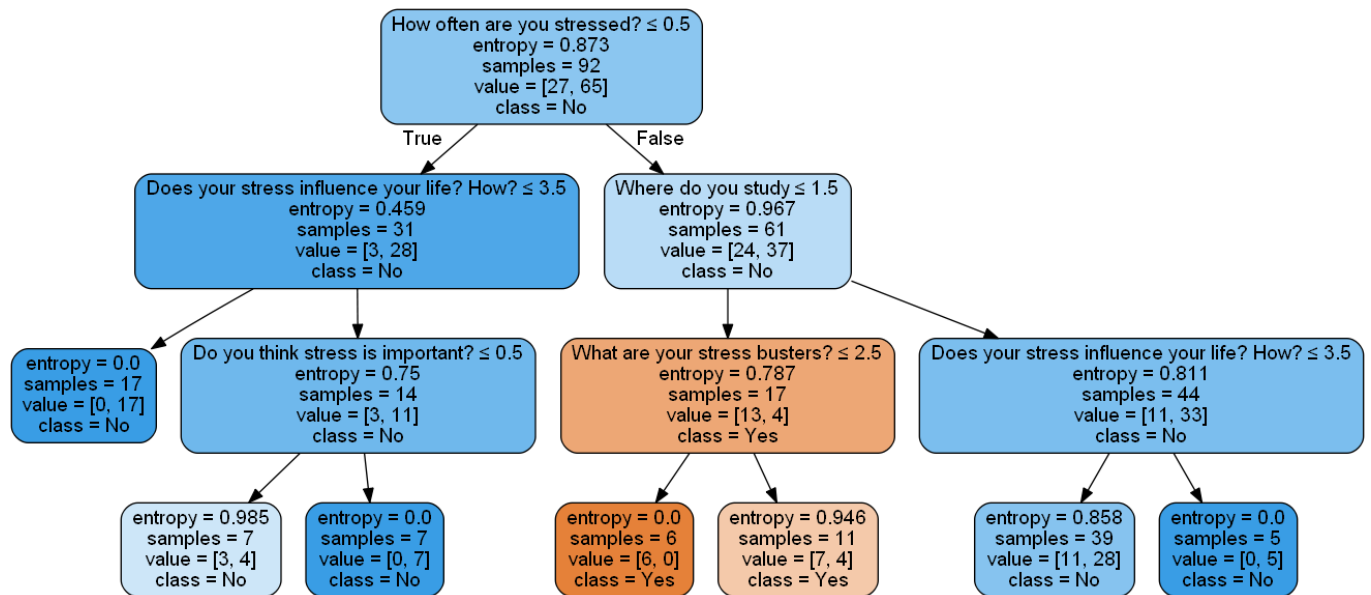 How often are you stressed? ≤ 0.5
entropy = 0.873
samples = 92
value = [27, 65]
class = No
True
False
Does your stress influence your life? How? ≤ 3.5
entropy = 0.459
samples = 31
value = [3, 28]
class = No
Where do you study ≤ 1.5
entropy = 0.967
samples = 61
value = [24, 37]
class = No
entropy = 0.0
samples = 17
value = [0, 17]
class = No
Do you think stress is important? ≤ 0.5
entropy = 0.75
samples = 14
value = [3, 11]
class = No
What are your stress busters? ≤ 2.5
entropy = 0.787
samples = 17
value = [13, 4]
class = Yes
Does your stress influence your life? How? ≤ 3.5
entropy = 0.811
samples = 44
value = [11, 33]
class = No
entropy = 0.985
samples = 7
value = [3, 4]
class = No
entropy = 0.0
samples = 7
value = [0, 7]
class = No
entropy = 0.0
samples = 6
value = [6, 0]
class = Yes
entropy = 0.946
samples = 11
value = [7, 4]
class = Yes
entropy = 0.858
samples = 39
value = [11, 28]
class = No
entropy = 0.0
samples = 5
value = [0, 5]
class = No